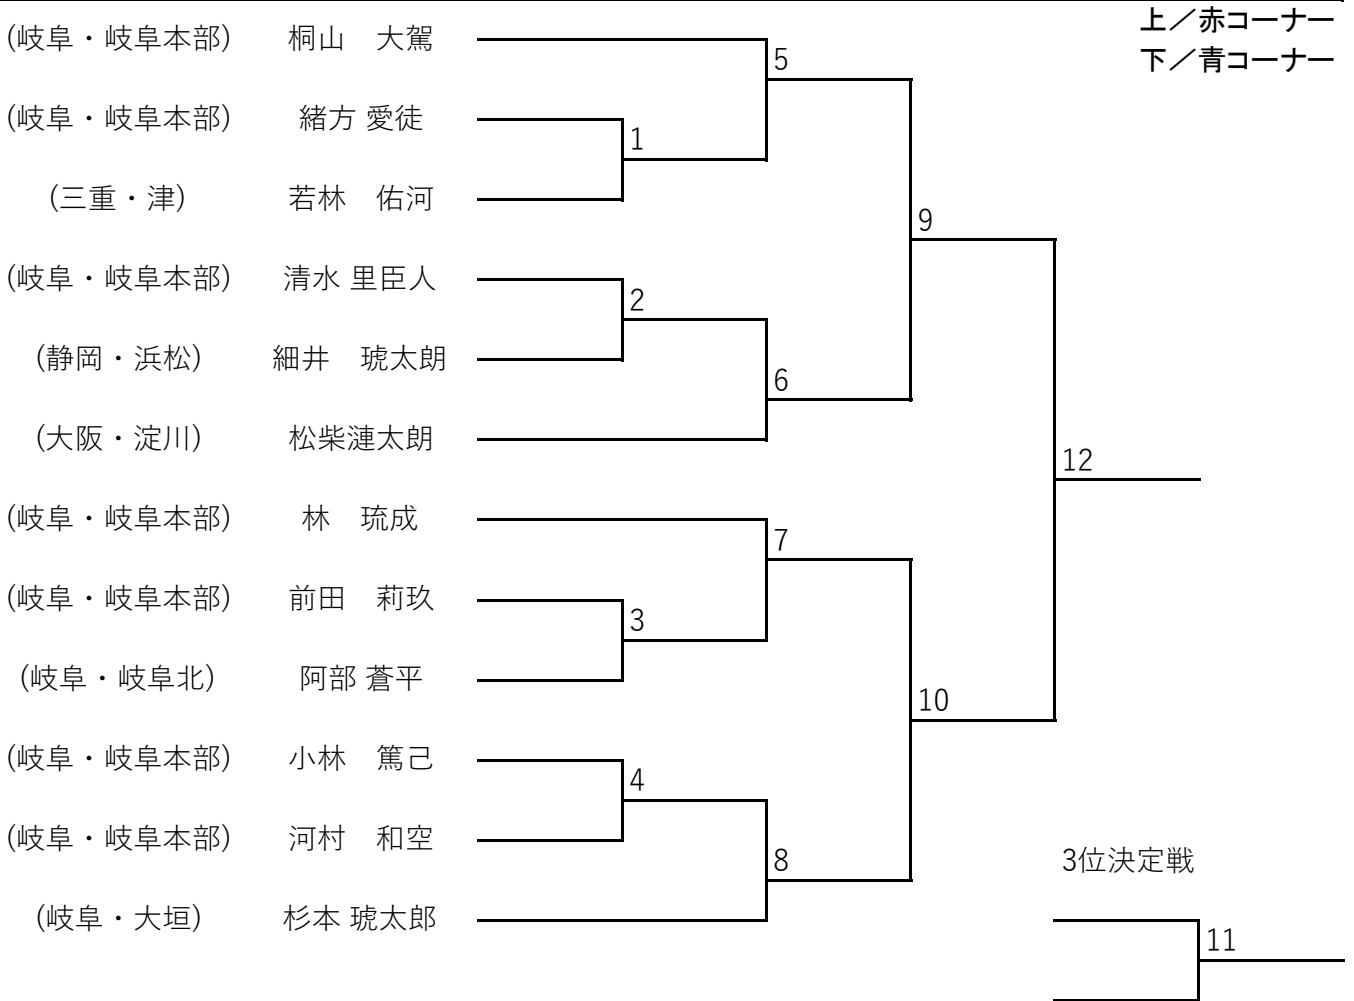 上／赤コーナー
下／青コーナー
(岐阜・岐阜本部) 桐山　大駕
5
(岐阜・岐阜本部) 緒方 愛徒
1
(三重・津) 若林　佑河
9
(岐阜・岐阜本部) 清水 里臣人
2
(静岡・浜松) 細井　琥太朗
6
(大阪・淀川) 松柴漣太朗
12
(岐阜・岐阜本部) 林　琉成
7
(岐阜・岐阜本部) 前田　莉玖
3
(岐阜・岐阜北) 阿部 蒼平
10
(岐阜・岐阜本部) 小林　篤己
4
(岐阜・岐阜本部) 河村　和空
8
3位決定戦
(岐阜・大垣) 杉本 琥太郎
11